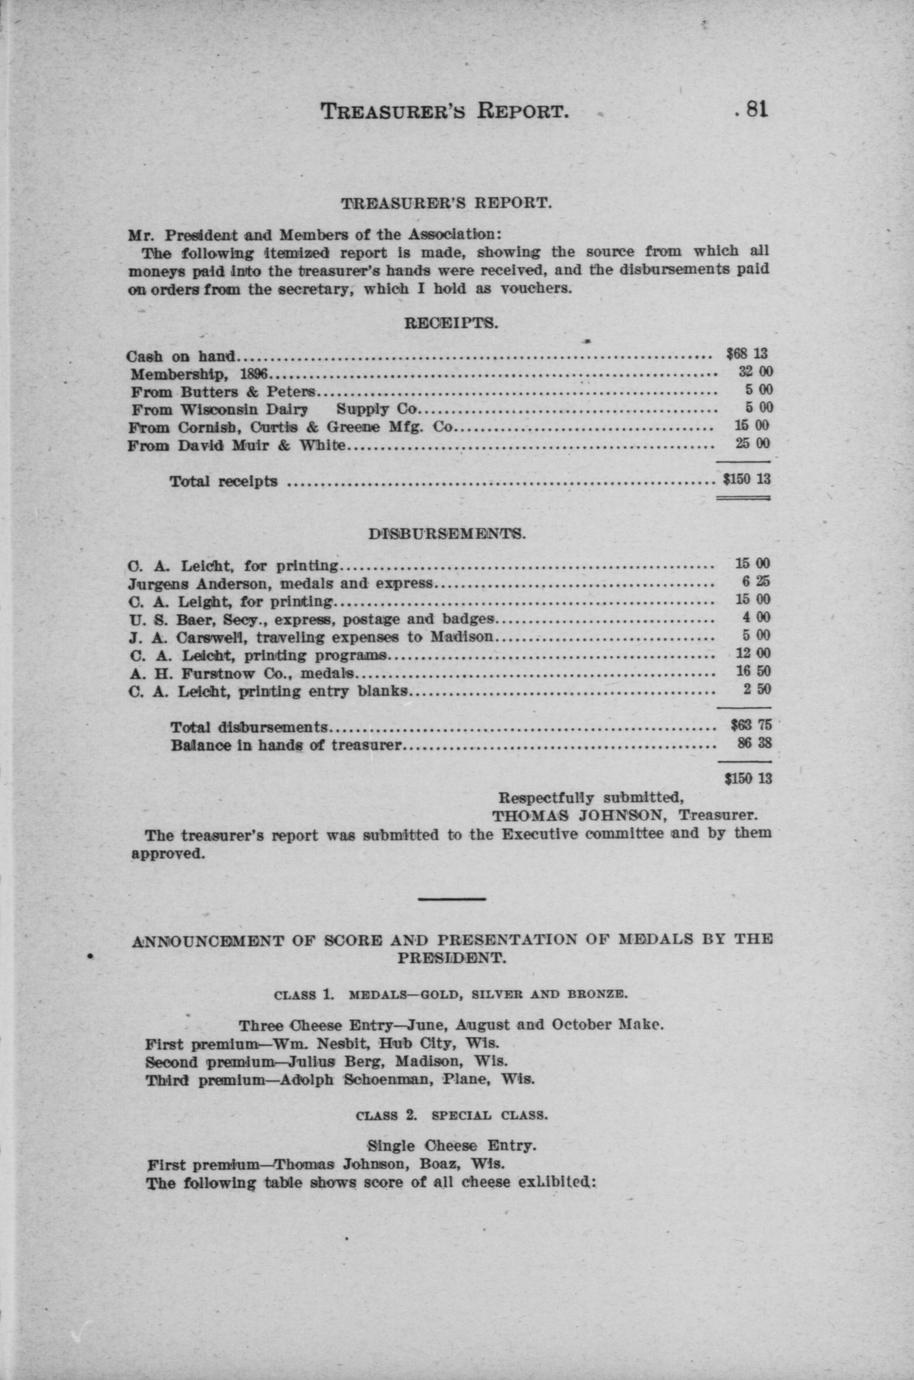 TREASURER'S REPORT. 81
TREASURER'S REPORT.
Mr. President and Members of the Association:
The following itemized report is made, showing the source from which all
moneys paid into the treasurer's hands were received, and the disbursements paid
on orders from the secretary, which I hold as vouchers.
RECEIPTS.
Cash on hand.......... $68 13
Membership, 1896.......... 32 00
From Butters & Peters.......... 5 00
From Wisconsin Dairy Supply Co.......... 5 00
From Cornish, Curtis & Greene Mfg. Co.......... 15 00
From David Muir & White.......... 25 00
Total receipts .......... $150 13
DISBURSEMENTS.
C. A. Leicht, for printing.......... 15 00
Jurgens Anderson, medals and express.......... 6 25
C. A. Leight, for printing.......... 15 00
U. S. Baer, Secy., express, postage and badges.......... 4 00
J. A. Carswell, traveling expenses to Madison.......... 5 00
C. A. Leicht, printing programs.......... 12 00
A. H. Furstnow Co., medals.......... 16 50
C. A. Leicht, printing entry blanks.......... 2 50
Total disbursements.......... $63 75
Balance in hands of treasurer.......... 86 38
$150 13
Respectfully submitted,
THOMAS JOHNSON, Treasurer.
The treasurer's report was submitted to the Executive committee and by them
approved.
ANNOUNCEMENT OF SCORE AND PRESENTATION OF MEDALS BY THE
PRESIDENT.
CLASS 1. MEDALS—GOLD, SILVER AND BRONZE.
Three Cheese Entry—June, August and October Make.
First premium—Wm. Nesbit, Hub City, Wis.
Second premium—Julius Berg, Madison, Wis.
Third premium—Adolph Schoenman, Plane, Wis.
CLASS 2. SPECIAL CLASS.
Single Cheese Entry.
First premium—Thomas Johnson, Boaz, Wis.
The following table shows score of all cheese exhibited: